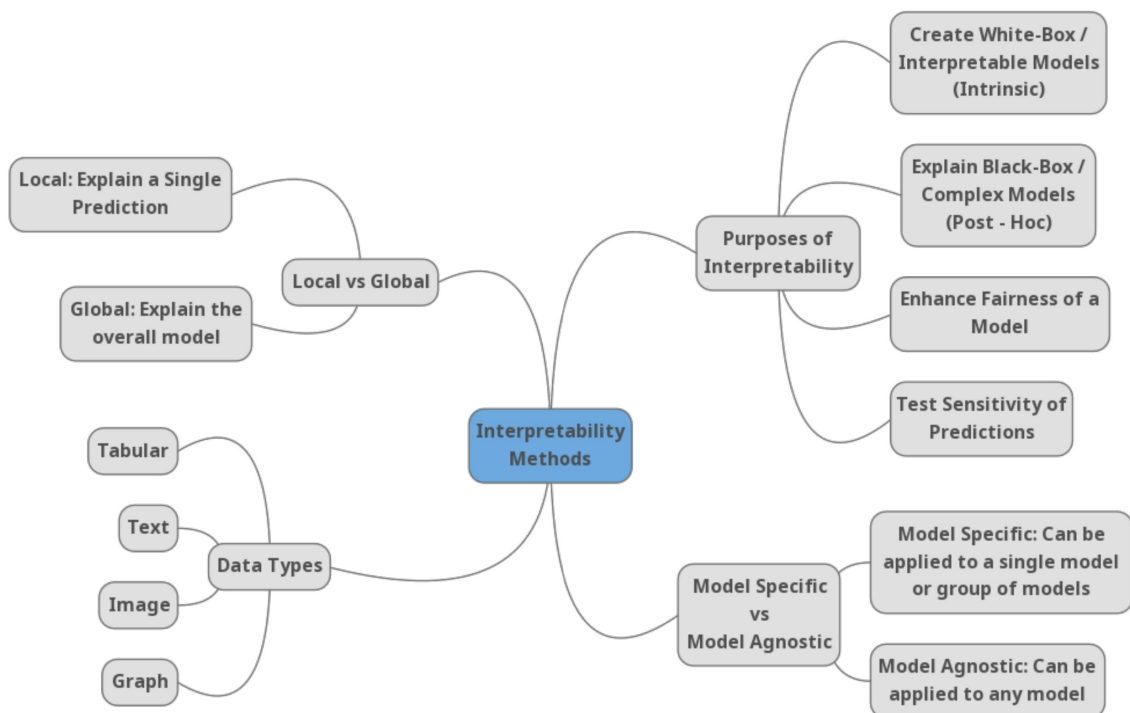 Create White-Box /
Interpretable Models
(Intrinsic)
Local: Explain a Single
Prediction
Explain Black-Box /
Complex Models
(Post - Hoc)
Purposes of
Interpretability
Local vs Global
Global: Explain the
overall model
Enhance Fairness of a
Model
Test Sensitivity of
Predictions
Interpretability
Methods
Tabular
Text
Data Types
Image
Graph
Model Specific: Can be
applied to a single model
or group of models
Model Specific
vs
Model Agnostic
Model Agnostic: Can be
applied to any model